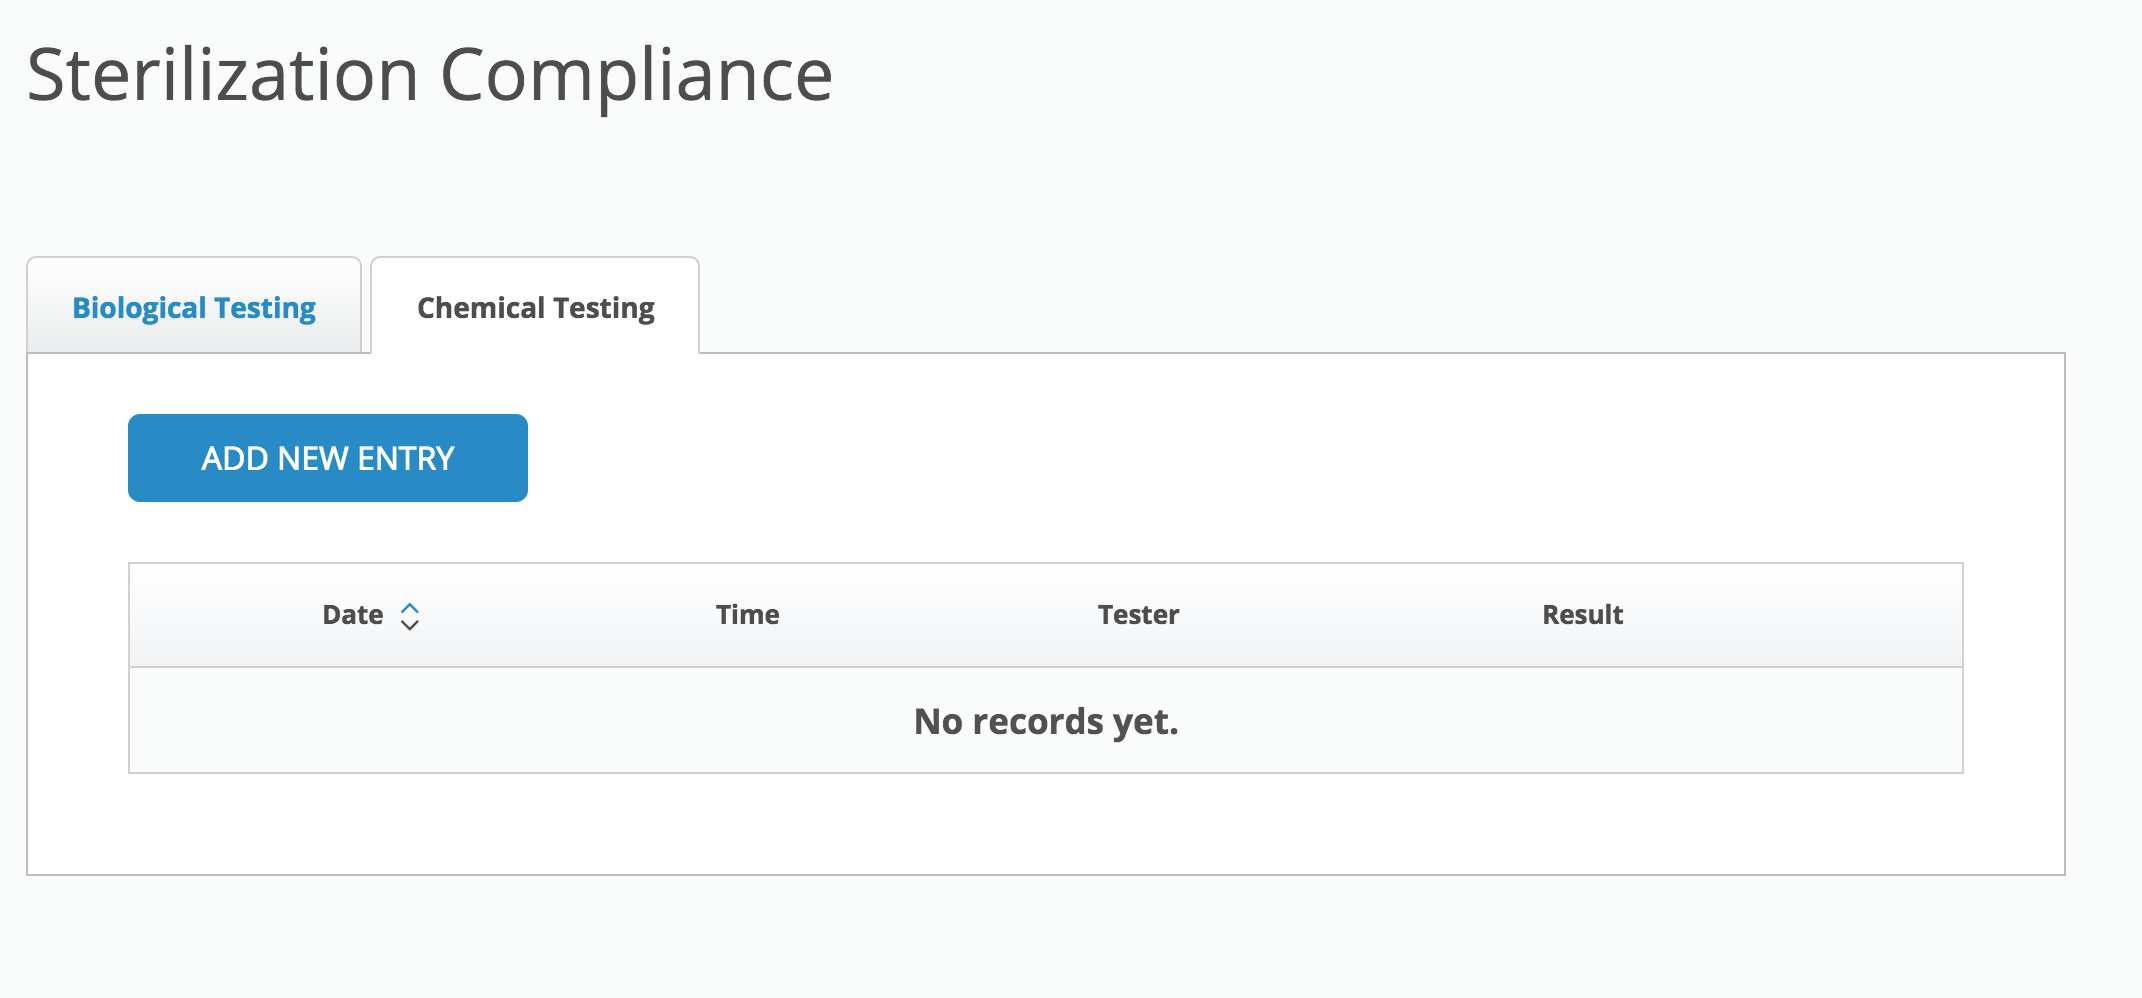 Sterilization Compliance
Biological Testing Chemical Testing
ADD NEW ENTRY
Date Time Tester Result
No records yet.